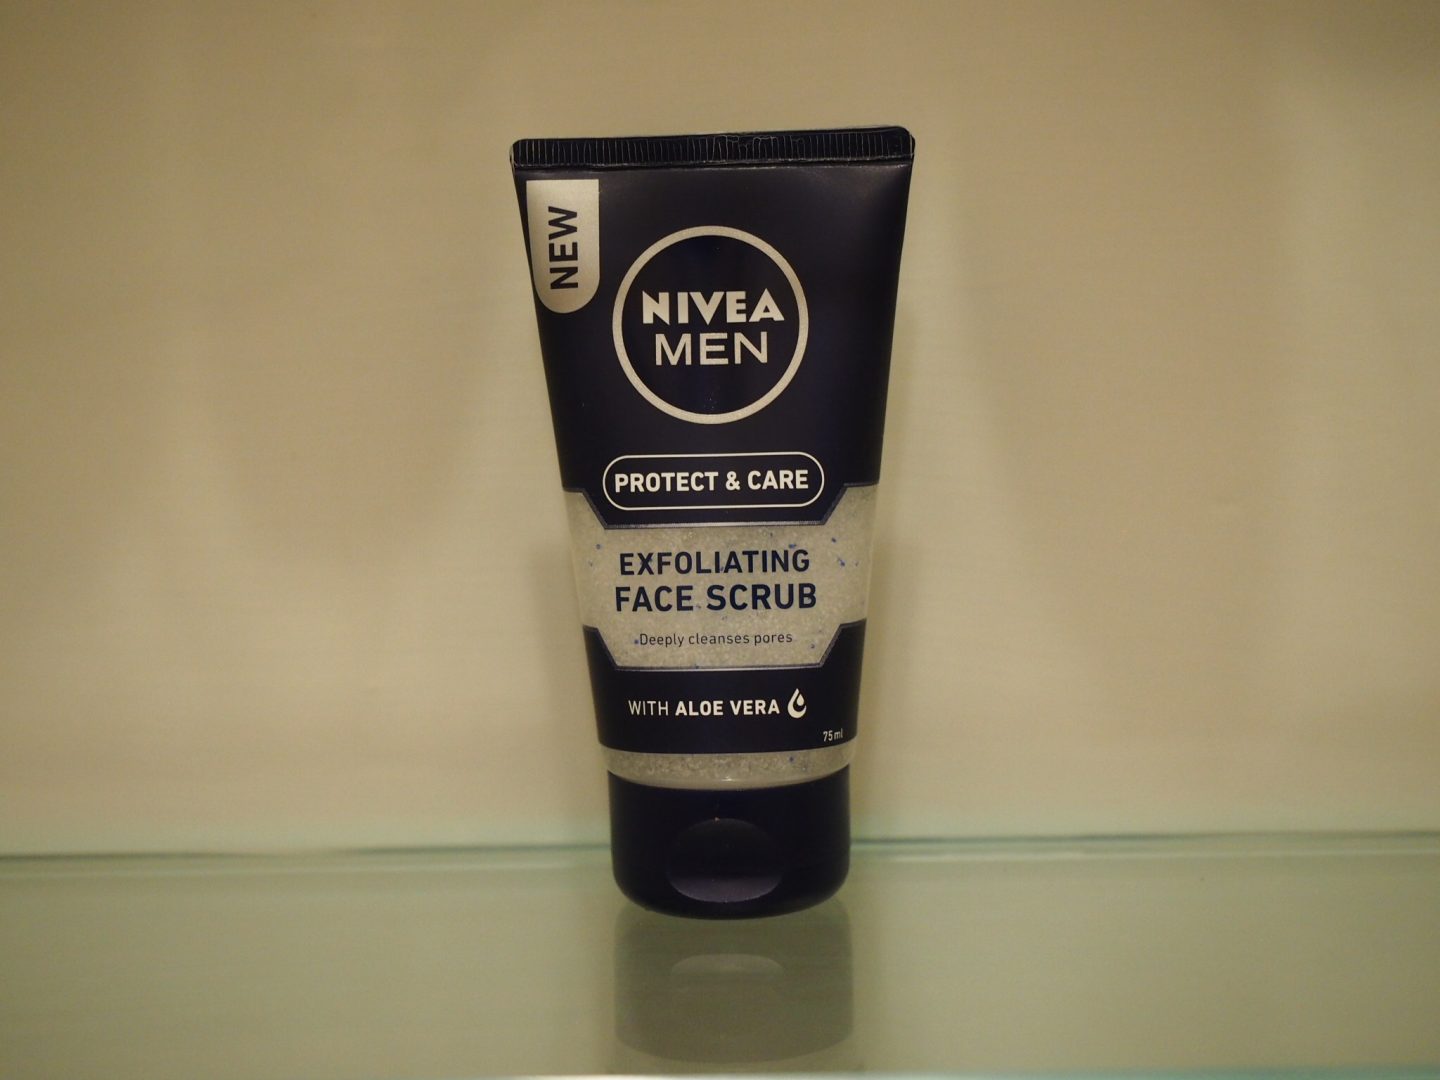 NEW
NIVEA
MEN
PROTECT & CARE
EXFOLIATING
FACE SCRUB
Deeply cleanses pores
WITH ALOE VERA
75 ml